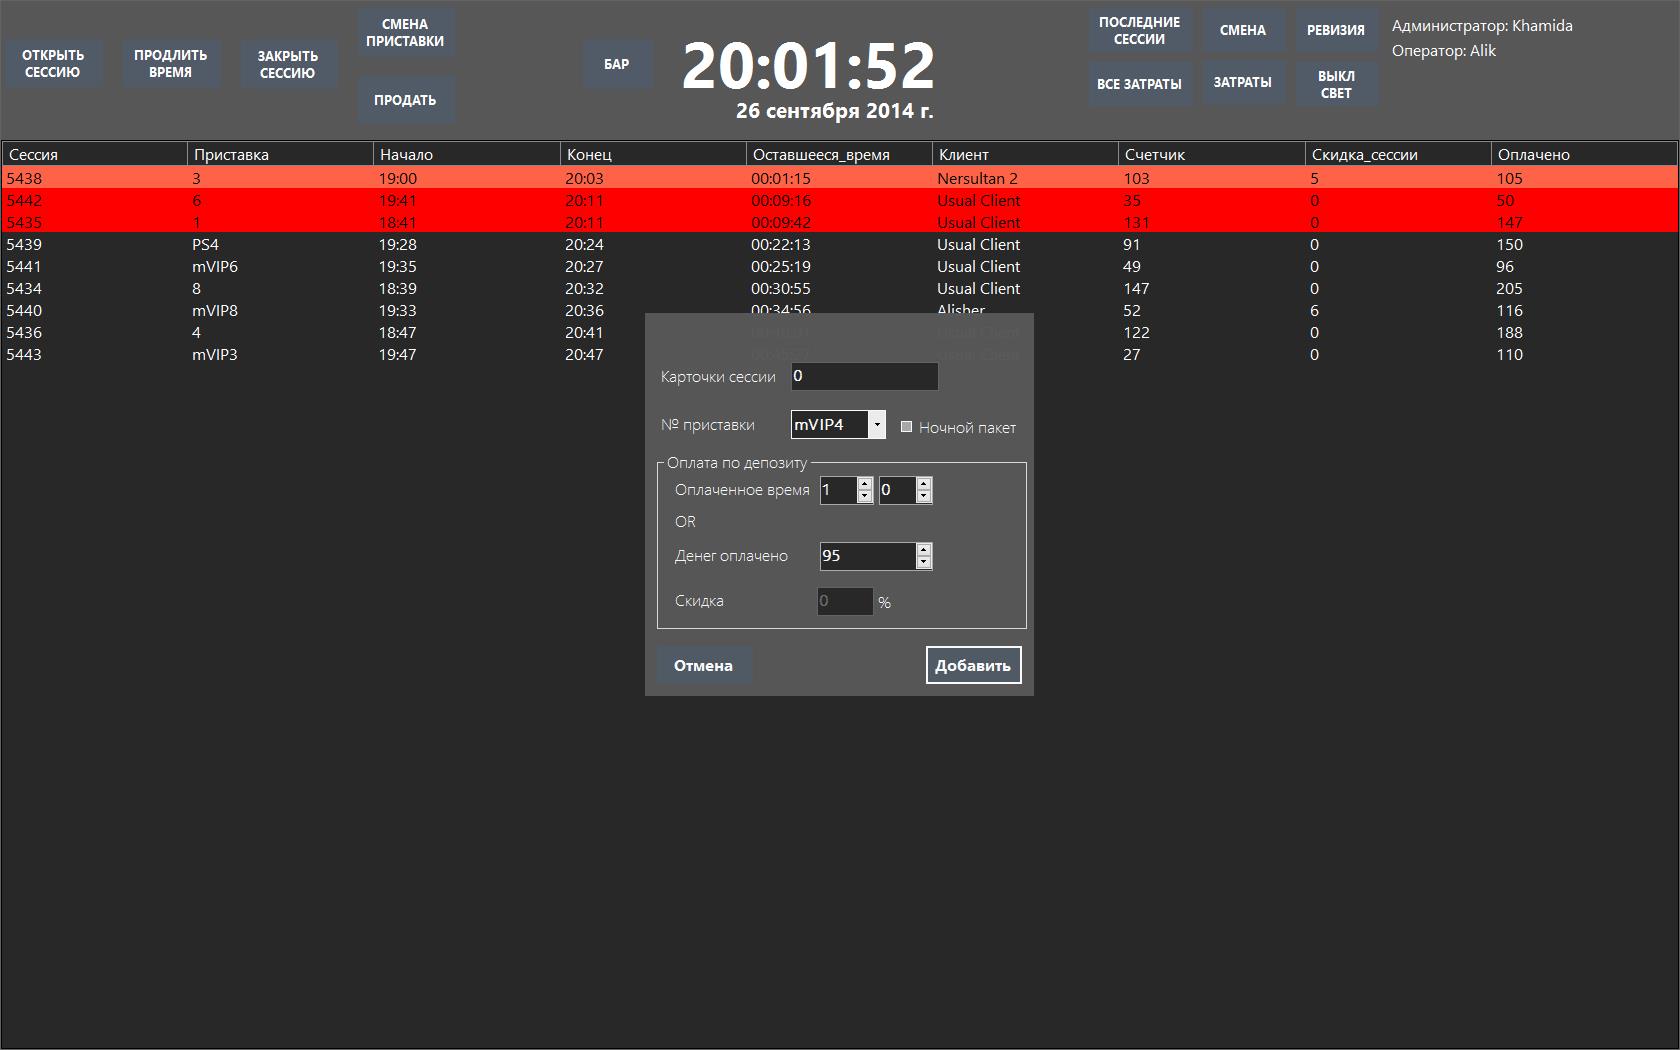 ОТКРЫТЬ
СЕССИЮ
ПРОДЛИТЬ
ВРЕМЯ
ЗАКРЫТЬ
СЕССИЮ
СМЕНА
ПРИСТАВКИ
ПРОДАТЬ
БАР
20:01:52
26 сентября 2014 г.
ПОСЛЕДНИЕ
СЕССИИ
СМЕНА
РЕВИЗИЯ
ВСЕ ЗАТРАТЫ
ЗАТРАТЫ
ВЫКЛ
СВЕТ
Администратор: Khamida
Оператор: Alik
Сессия Приставка Начало Конец Оставшееся_время Клиент Счетчик Скидка_сессии Оплачено
5438 3 19:00 20:03 00:01:15 Nersultan 2 103 5 105
5442 6 19:41 20:11 00:09:16 Usual Client 35 0 50
5435 1 18:41 20:11 00:09:42 Usual Client 131 0 147
5439 PS4 19:28 20:24 00:22:13 Usual Client 91 0 150
5441 mVIP6 19:35 20:27 00:25:19 Usual Client 49 0 96
5434 8 18:39 20:32 00:30:55 Usual Client 147 0 205
5440 mVIP8 19:33 20:36 00:34:56 Alisher 52 6 116
5436 4 18:47 20:41 122 0 188
5443 mVIP3 19:47 20:47 27 0 110
Карточки сессии 0
№ приставки mVIP4 Ночной пакет
Оплата по депозиту
Оплаченное время 1 0
OR
Денег оплачено 95
Скидка 0 %
Отмена Добавить